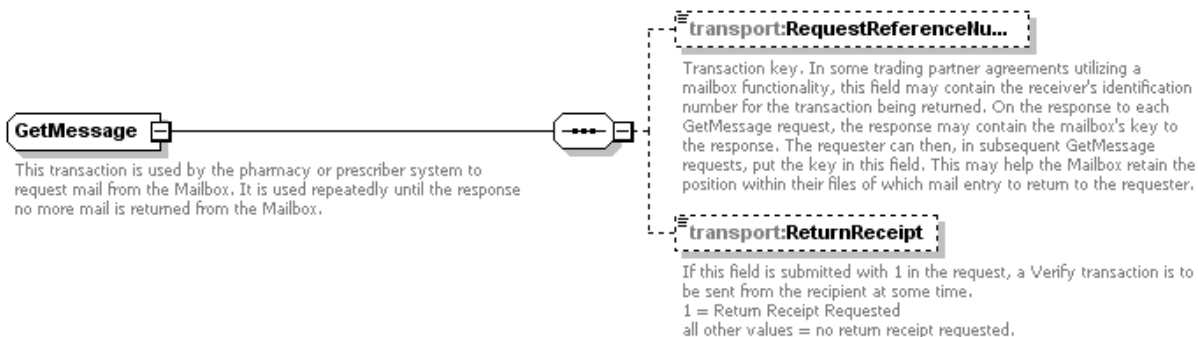 transport:RequestReferenceNu...
Transaction key. In some trading partner agreements utilizing a
mailbox functionality, this field may contain the receiver's identification
number for the transaction being returned. On the response to each
GetMessage request, the response may contain the mailbox's key to
the response. The requester can then, in subsequent GetMessage
requests, put the key in this field. This may help the Mailbox retain the
position within their files of which mail entry to return to the requester.
GetMessage
This transaction is used by the pharmacy or prescriber system to
request mail from the Mailbox. It is used repeatedly until the response
no more mail is returned from the Mailbox.
transport:ReturnReceipt
If this field is submitted with 1 in the request, a Verify transaction is to
be sent from the recipient at some time.
1 = Return Receipt Requested
all other values = no return receipt requested.